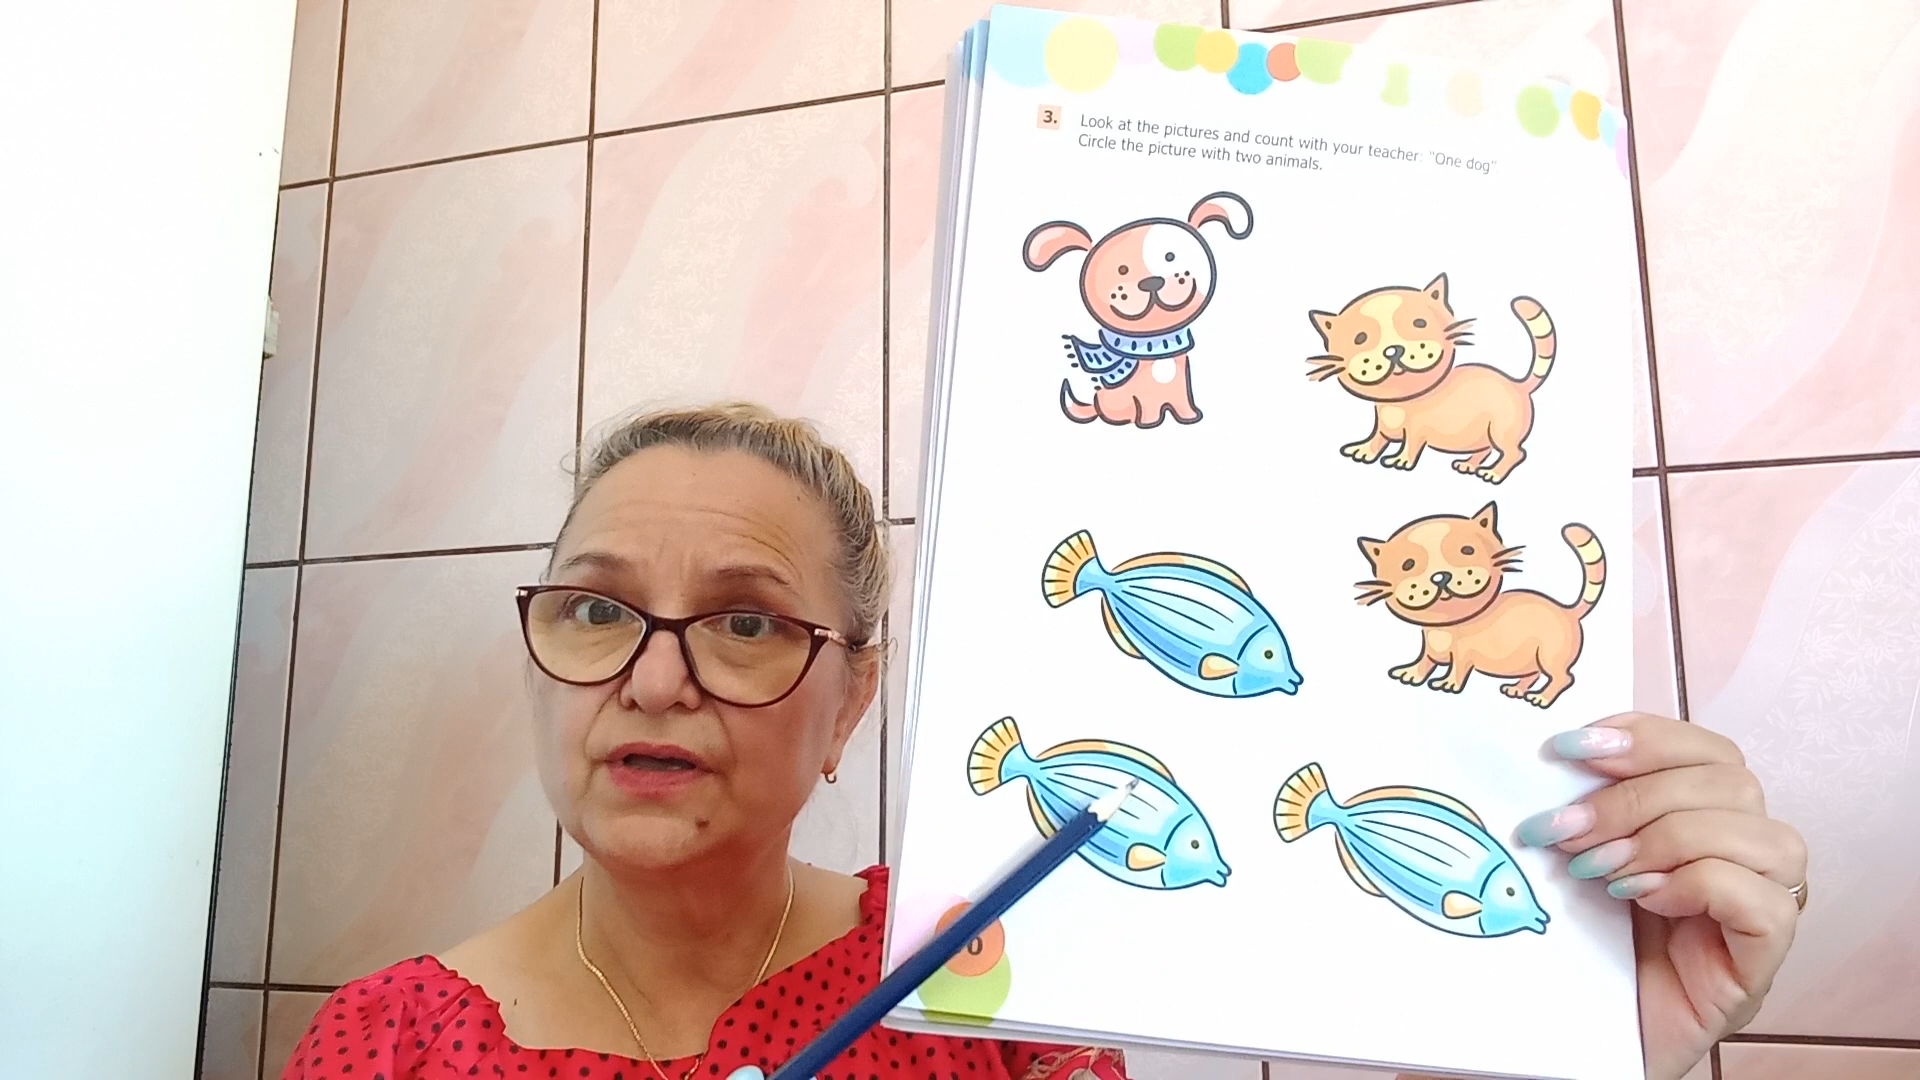 3. Look at the pictures and count with your teacher: "One dog".
Circle the picture with two animals.